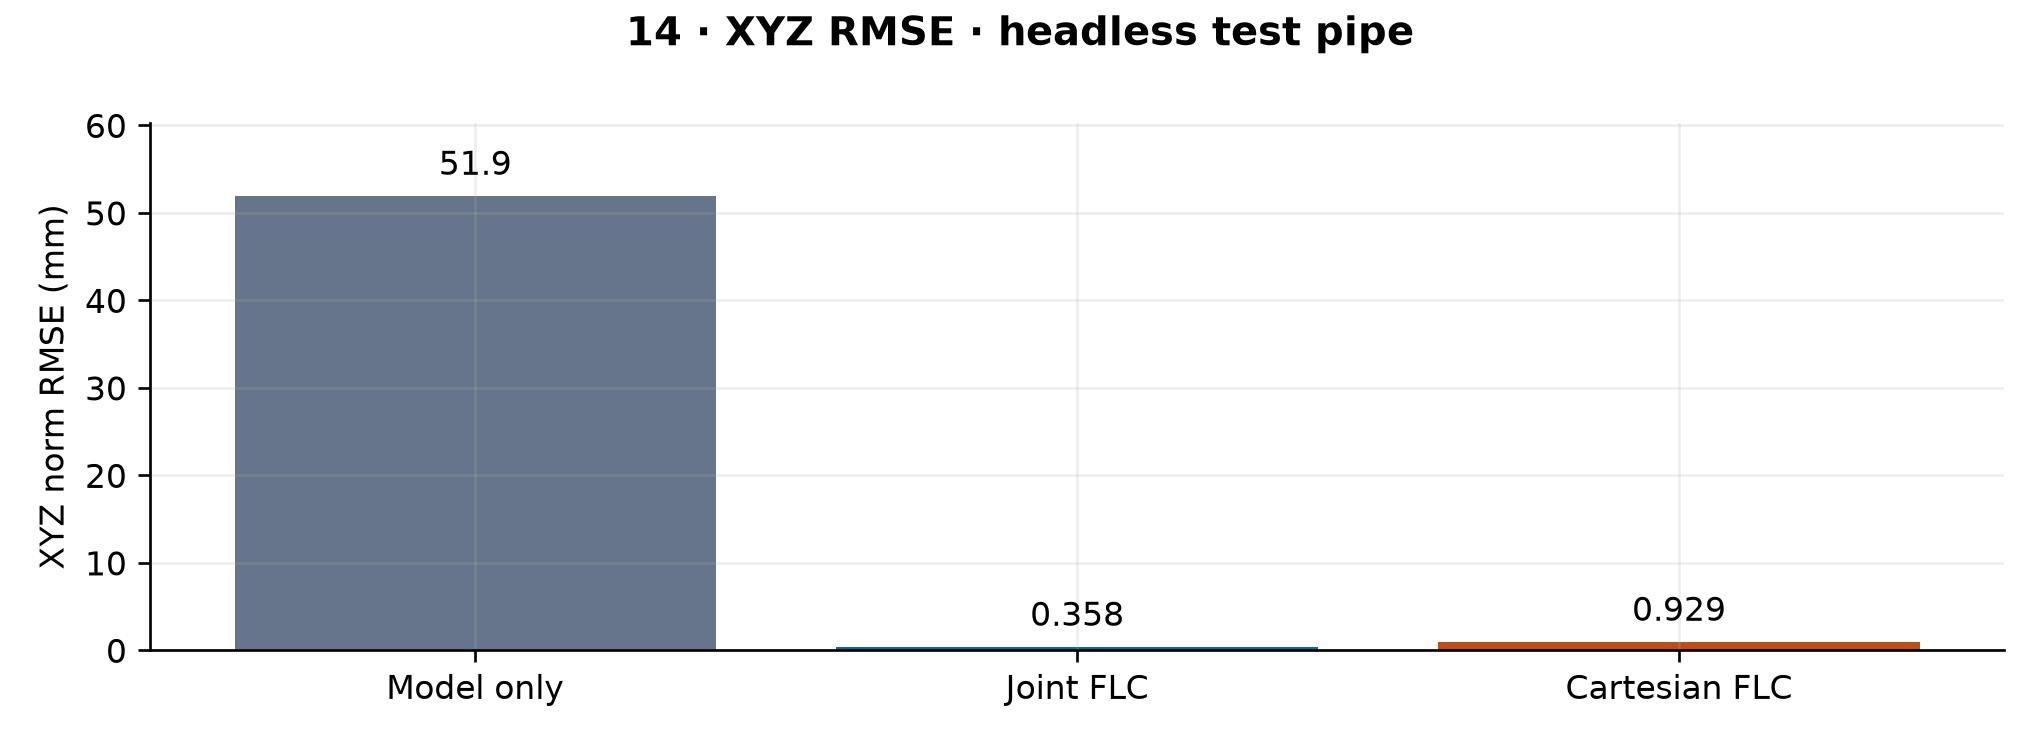 14 · XYZ RMSE · headless test pipe
XYZ norm RMSE (mm)
60
50
40
30
20
10
0
51.9
0.358
0.929
Model only
Joint FLC
Cartesian FLC